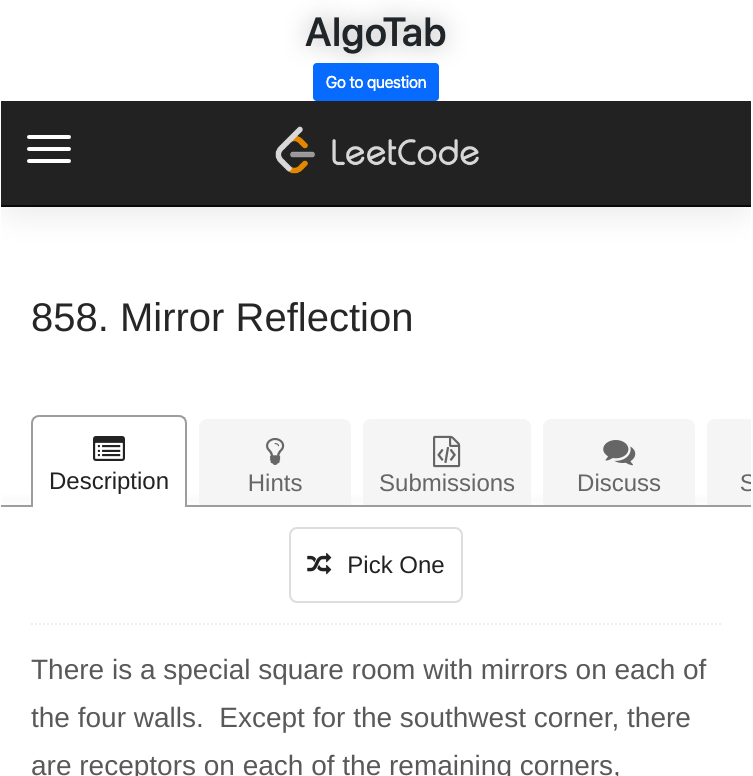 AlgoTab
Go to question
LeetCode
858. Mirror Reflection
Description
Hints
Submissions
Discuss
S
Pick One
There is a special square room with mirrors on each of
the four walls.  Except for the southwest corner, there
are receptors on each of the remaining corners,